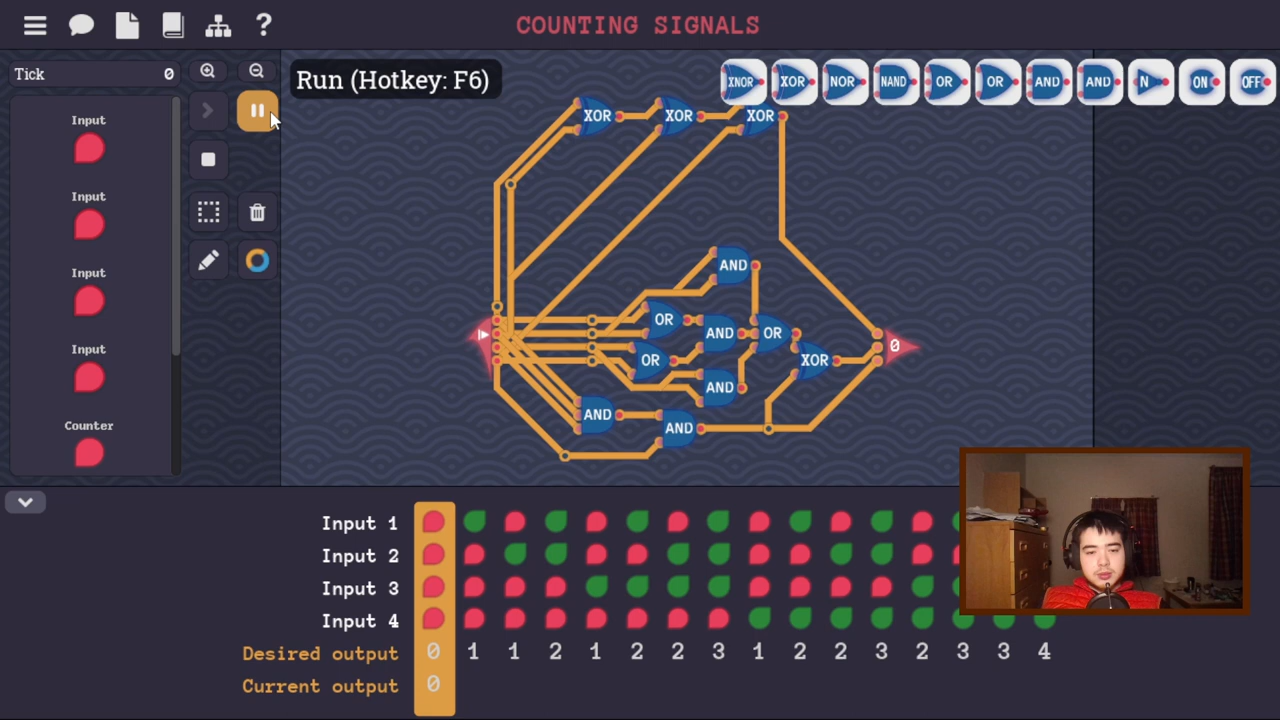 ? COUNTING SIGNALS
Tick 0
Run (Hotkey: F6)
XNOR XOR NOR NAND OR OR AND AND N ON OFF
Input
XOR XOR XOR
Input
Input
AND
OR AND OR
0
Input
OR XOR
AND
AND AND
Counter
Input 1
Input 2
Input 3
Input 4
Desired output 0 1 1 2 1 2 2 3 1 2 2 3 2 3 3 4
Current output 0